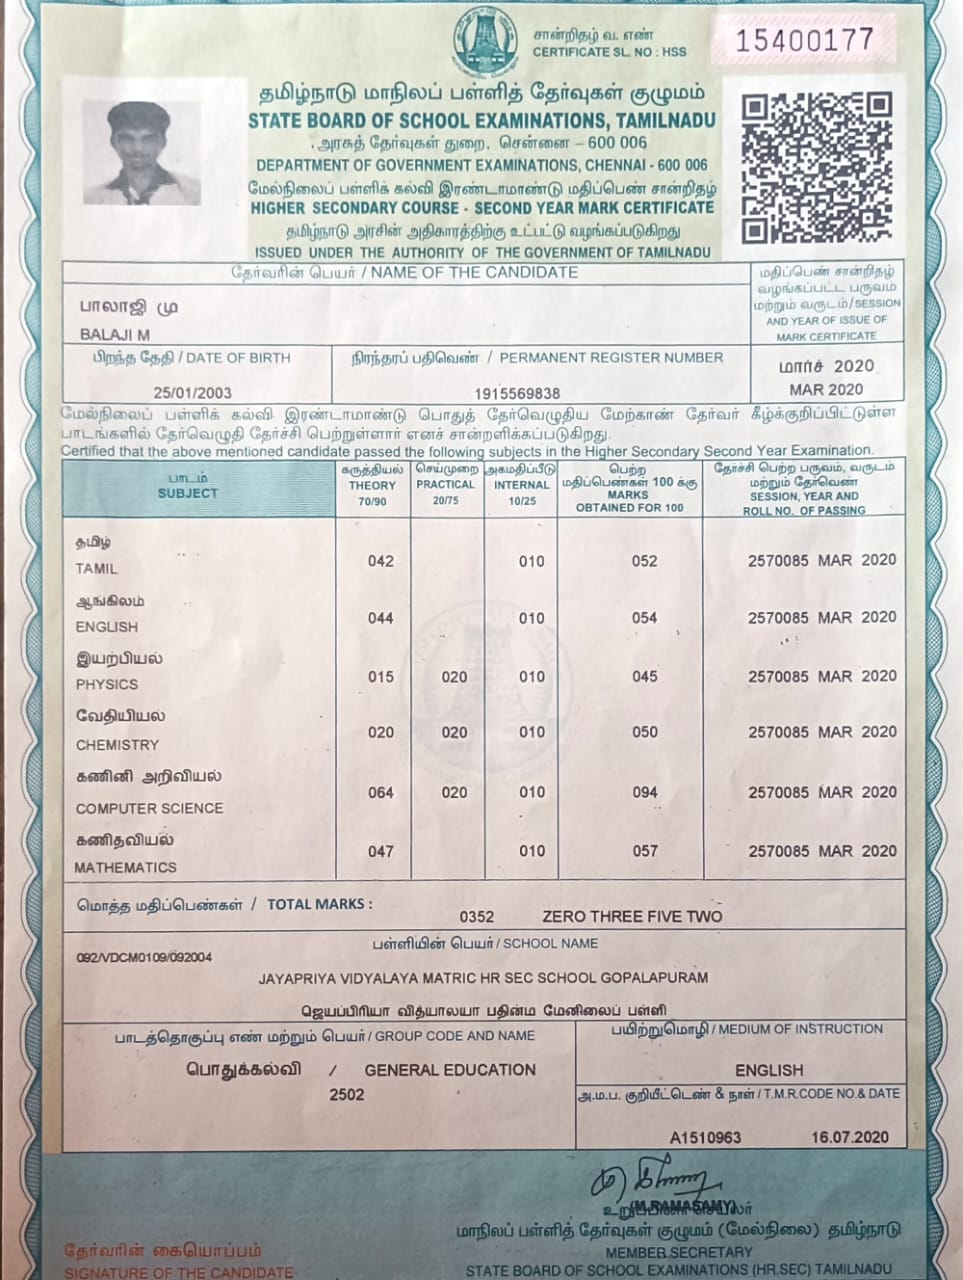 சான்றிதழ் வ. எண்
CERTIFICATE SL. NO : HSS
15400177
தமிழ்நாடு மாநிலப் பள்ளித் தேர்வுகள் குழுமம்
STATE BOARD OF SCHOOL EXAMINATIONS, TAMILNADU
அரசுத் தேர்வுகள் துறை, சென்னை – 600 006
DEPARTMENT OF GOVERNMENT EXAMINATIONS, CHENNAI - 600 006
மேல்நிலைப் பள்ளிக் கல்வி இரண்டாமாண்டு மதிப்பெண் சான்றிதழ்
HIGHER SECONDARY COURSE - SECOND YEAR MARK CERTIFICATE
தமிழ்நாடு அரசின் அதிகாரத்திற்கு உட்பட்டு வழங்கப்படுகிறது
ISSUED UNDER THE AUTHORITY OF THE GOVERNMENT OF TAMILNADU
தேர்வரின் பெயர் / NAME OF THE CANDIDATE
பாலாஜி மு
BALAJI M
மதிப்பெண் சான்றிதழ்
வழங்கப்பட்ட பருவம்
மற்றும் வருடம்/SESSION
AND YEAR OF ISSUE OF
MARK CERTIFICATE
பிறந்த தேதி / DATE OF BIRTH
25/01/2003
நிரந்தரப் பதிவெண் / PERMANENT REGISTER NUMBER
1915569838
மார்ச் 2020
MAR 2020
மேல்நிலைப் பள்ளிக் கல்வி இரண்டாமாண்டு பொதுத் தேர்வெழுதிய மேற்காண் தேர்வர் கீழ்க்குறிப்பிட்டுள்ள
பாடங்களில் தேர்வெழுதி தேர்ச்சி பெற்றுள்ளார் எனச் சான்றளிக்கப்படுகிறது.
Certified that the above mentioned candidate passed the following subjects in the Higher Secondary Second Year Examination.
பாடம்
SUBJECT
கருத்தியல்
THEORY
70/90
செய்முறை
PRACTICAL
20/75
அகமதிப்பீடு
INTERNAL
10/25
பெற்ற
மதிப்பெண்கள் 100 க்கு
MARKS
OBTAINED FOR 100
தேர்ச்சி பெற்ற பருவம், வருடம்
மற்றும் தேர்வெண்
SESSION, YEAR AND
ROLL NO. OF PASSING
தமிழ்
TAMIL 042 010 052 2570085 MAR 2020
ஆங்கிலம்
ENGLISH 044 010 054 2570085 MAR 2020
இயற்பியல்
PHYSICS 015 020 010 045 2570085 MAR 2020
வேதியியல்
CHEMISTRY 020 020 010 050 2570085 MAR 2020
கணினி அறிவியல்
COMPUTER SCIENCE 064 020 010 094 2570085 MAR 2020
கணிதவியல்
MATHEMATICS 047 010 057 2570085 MAR 2020
மொத்த மதிப்பெண்கள் / TOTAL MARKS :
0352 ZERO THREE FIVE TWO
பள்ளியின் பெயர் / SCHOOL NAME
092/VDCM0109/092004
JAYAPRIYA VIDYALAYA MATRIC HR SEC SCHOOL GOPALAPURAM
ஜெயப்பிரியா வித்யாலயா பதின்ம மேனிலைப் பள்ளி
பாடத்தொகுப்பு எண் மற்றும் பெயர் / GROUP CODE AND NAME
பொதுக்கல்வி / GENERAL EDUCATION
2502
பயிற்றுமொழி / MEDIUM OF INSTRUCTION
ENGLISH
அ.ம.ப. குறியீட்டெண் & நாள் / T.M.R.CODE NO.& DATE
A1510963 16.07.2020
(M.RAMASAMY)
மாநிலப் பள்ளித் தேர்வுகள் குழுமம் (மேல்நிலை) தமிழ்நாடு
MEMBER SECRETARY
STATE BOARD OF SCHOOL EXAMINATIONS (HR.SEC) TAMILNADU
தேர்வரின் கையொப்பம்
SIGNATURE OF THE CANDIDATE